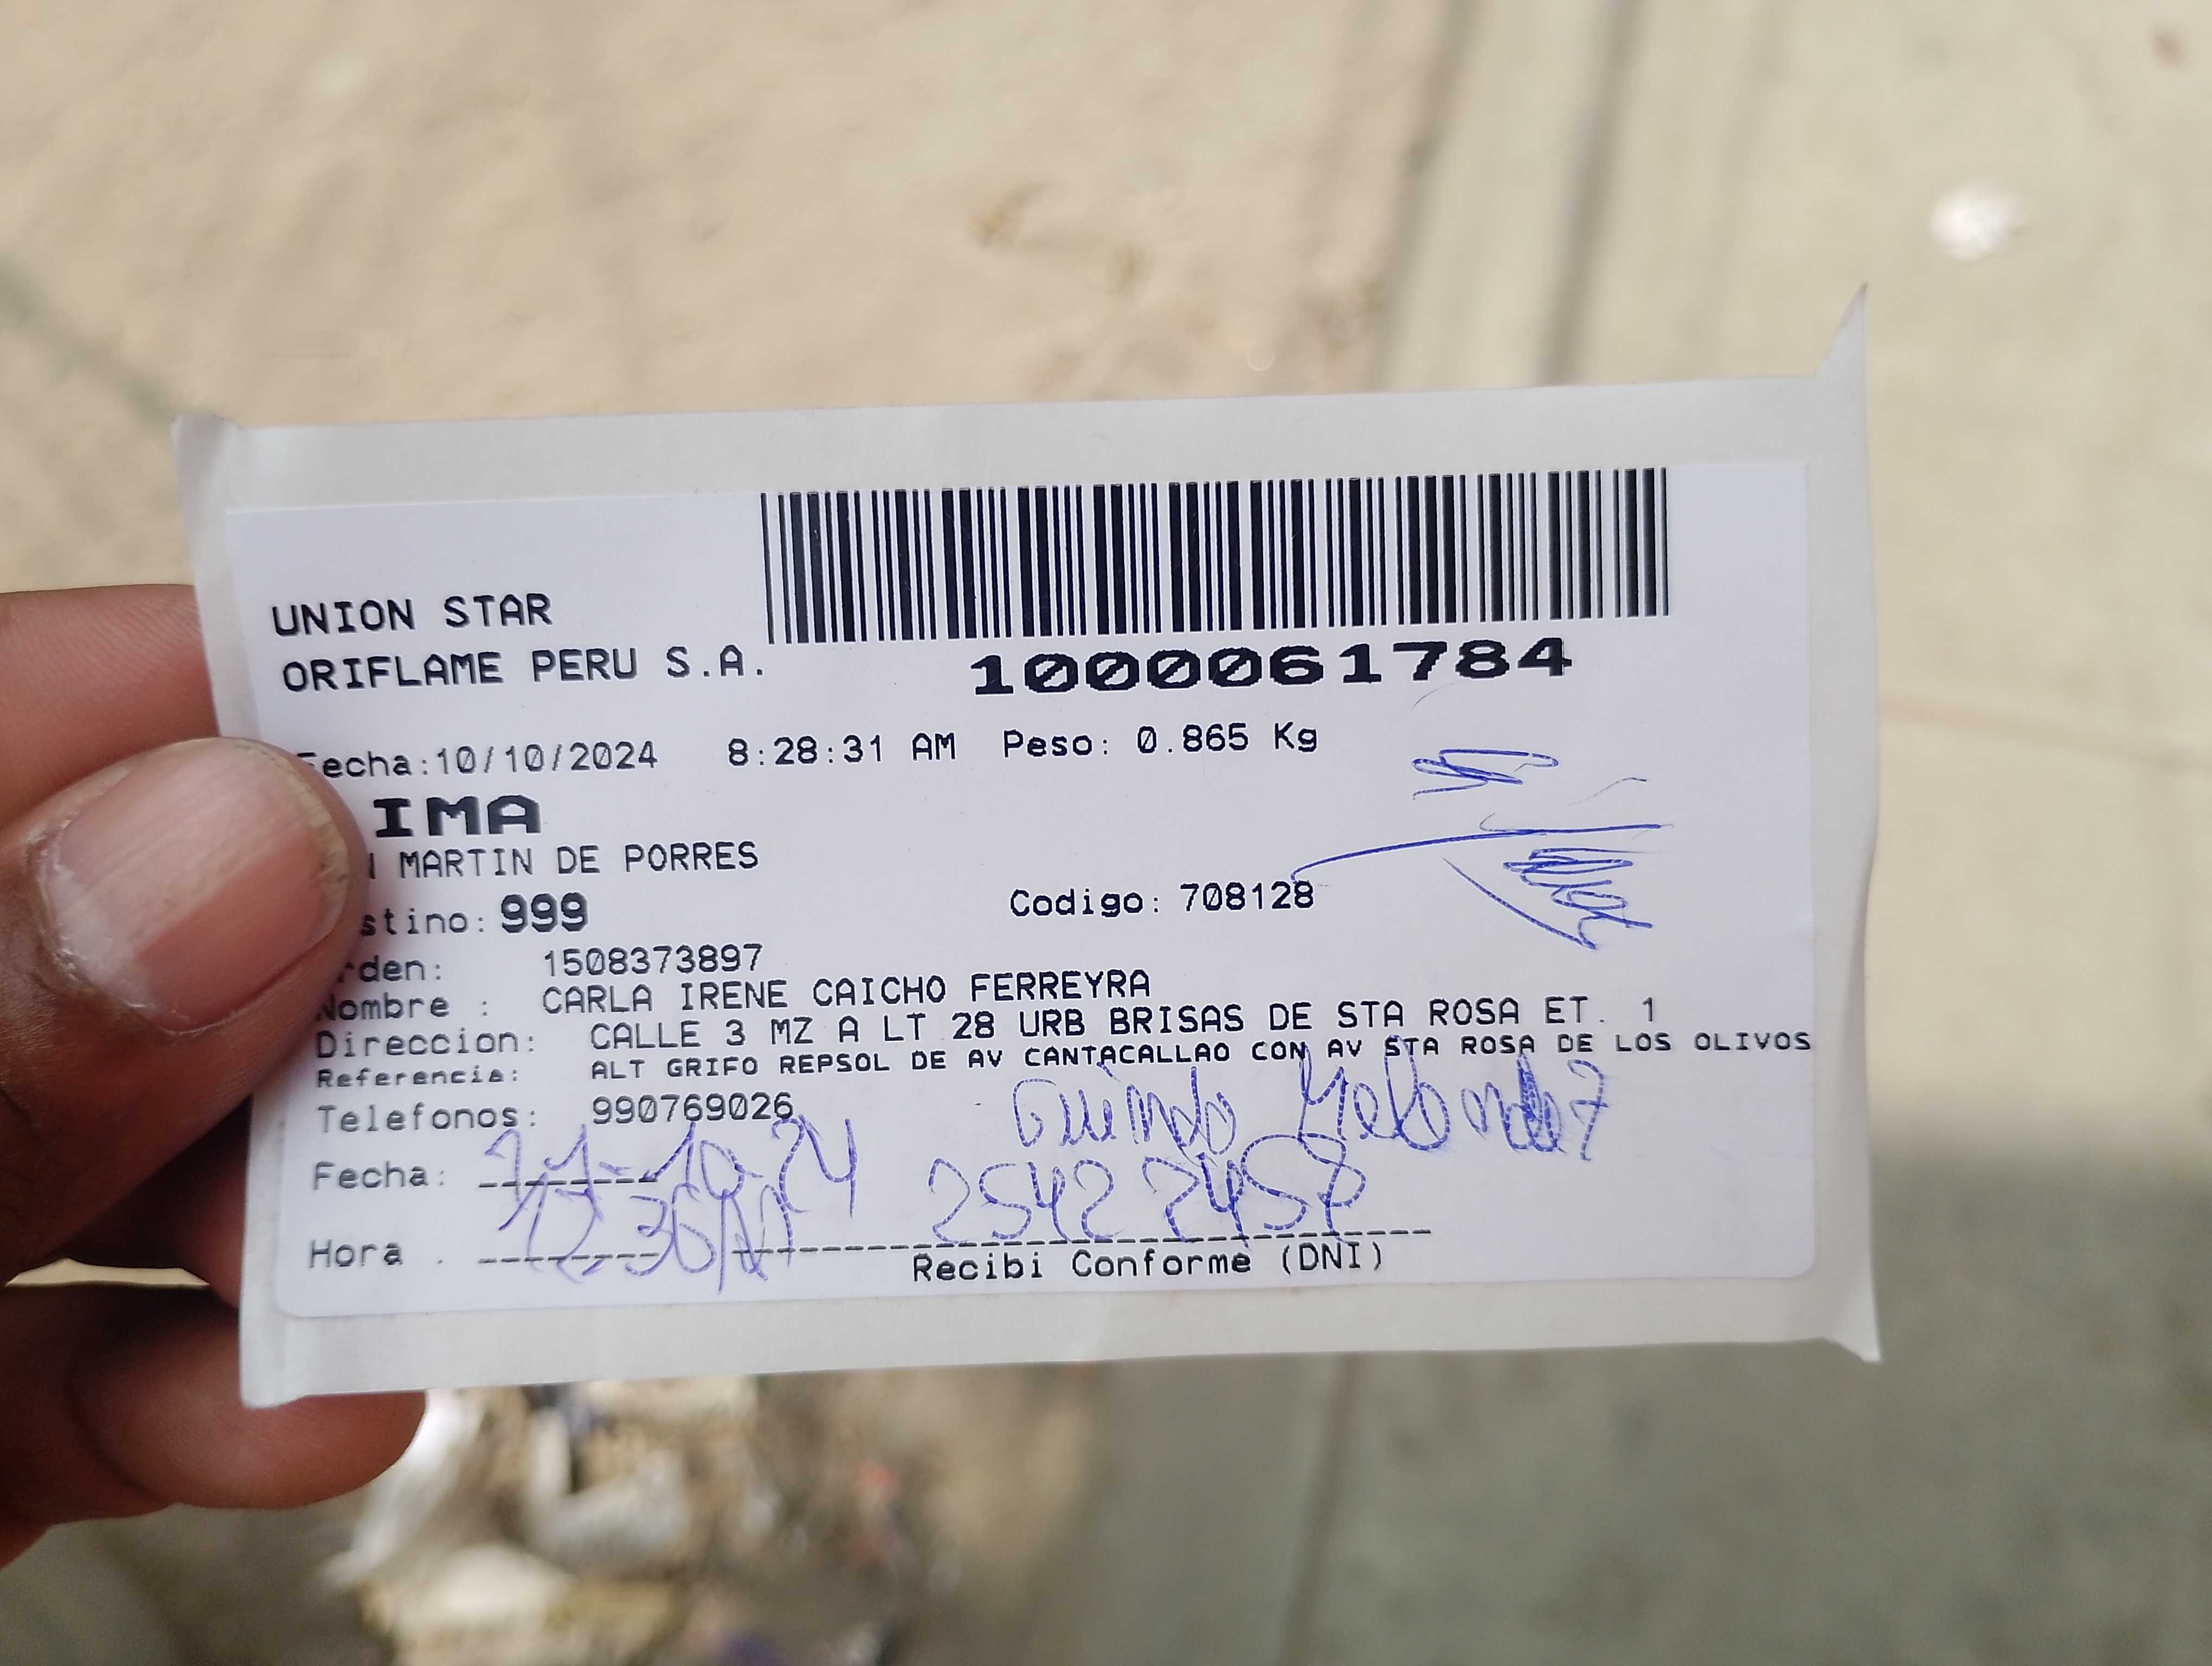 UNION STAR
ORIFLAME PERU S.A.
1000061784
echa:10/10/2024 8:28:31 AM Peso: 0.865 Kg
IMA
MARTIN DE PORRES
stino: 999 Codigo: 708128
rden: 1508373897
Nombre : CARLA IRENE CAICHO FERREYRA
Direccion: CALLE 3 MZ A LT 28 URB BRISAS DE STA ROSA ET. 1
Referencia: ALT GRIFO REPSOL DE AV CANTACALLAO CON AV STA ROSA DE LOS OLIVOS
Telefonos: 990769026
Fecha: 11-10-24 2542 2458
Hora .
Recibi Conforme (DNI)